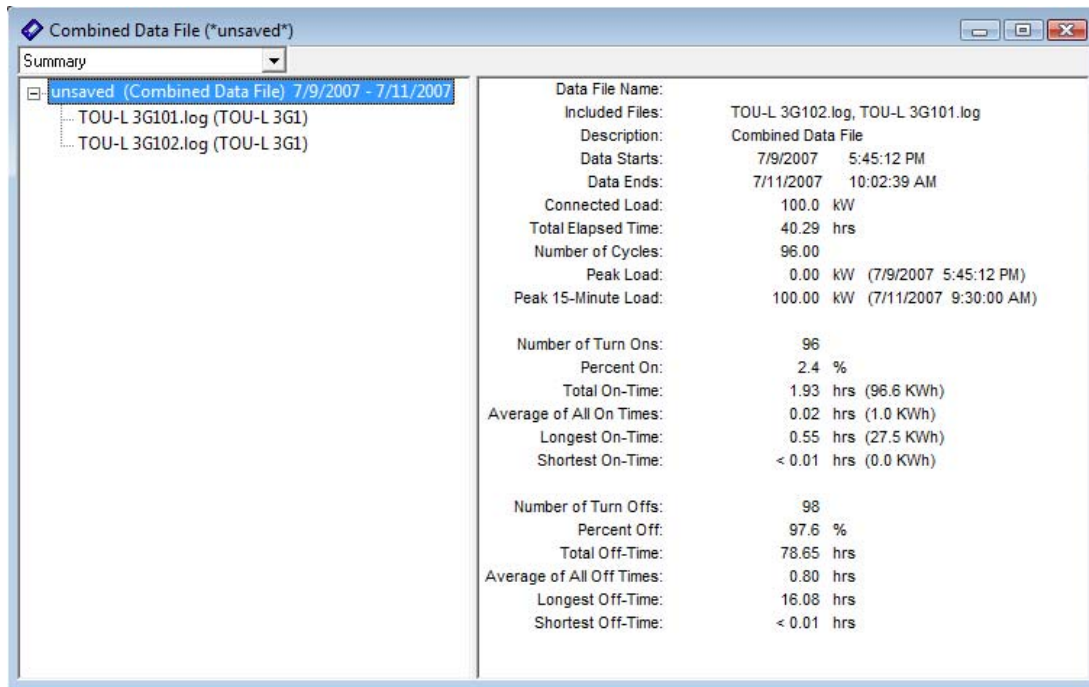 Combined Data File (*unsaved*)
Summary
unsaved (Combined Data File) 7/9/2007 - 7/11/2007
TOU-L 3G101.log (TOU-L 3G1)
TOU-L 3G102.log (TOU-L 3G1)
Data File Name:
Included Files: TOU-L 3G102.log, TOU-L 3G101.log
Description: Combined Data File
Data Starts: 7/9/2007 5:45:12 PM
Data Ends: 7/11/2007 10:02:39 AM
Connected Load: 100.0 kW
Total Elapsed Time: 40.29 hrs
Number of Cycles: 96.00
Peak Load: 0.00 kW (7/9/2007 5:45:12 PM)
Peak 15-Minute Load: 100.00 kW (7/11/2007 9:30:00 AM)
Number of Turn Ons: 96
Percent On: 2.4 %
Total On-Time: 1.93 hrs (96.6 KWh)
Average of All On Times: 0.02 hrs (1.0 KWh)
Longest On-Time: 0.55 hrs (27.5 KWh)
Shortest On-Time: < 0.01 hrs (0.0 KWh)
Number of Turn Offs: 98
Percent Off: 97.6 %
Total Off-Time: 78.65 hrs
Average of All Off Times: 0.80 hrs
Longest Off-Time: 16.08 hrs
Shortest Off-Time: < 0.01 hrs